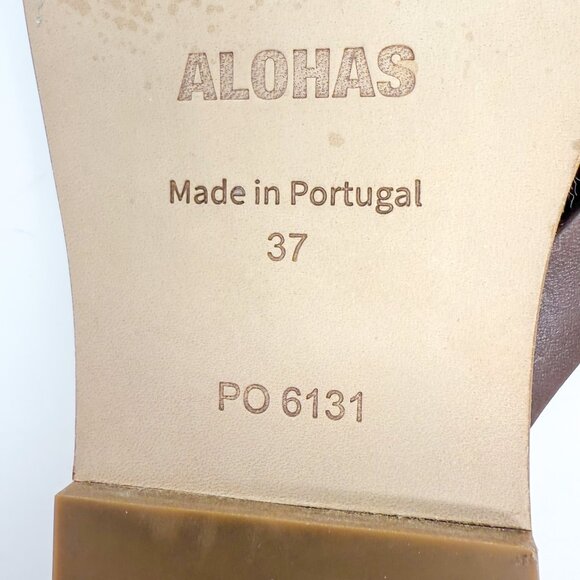 ALOHAS
Made in Portugal
37
PO 6131